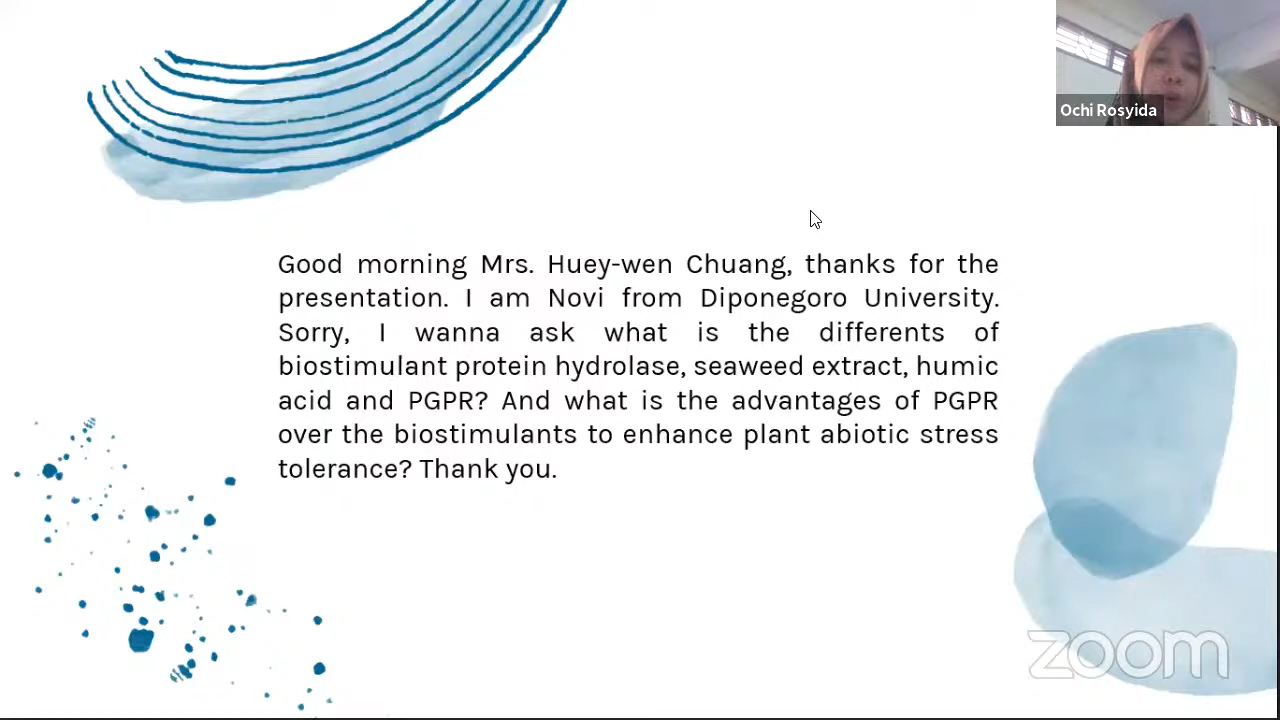 Ochi Rosyida
Good morning Mrs. Huey-wen Chuang, thanks for the
presentation. I am Novi from Diponegoro University.
Sorry, I wanna ask what is the differents of
biostimulant protein hydrolase, seaweed extract, humic
acid and PGPR? And what is the advantages of PGPR
over the biostimulants to enhance plant abiotic stress
tolerance? Thank you.
zoom